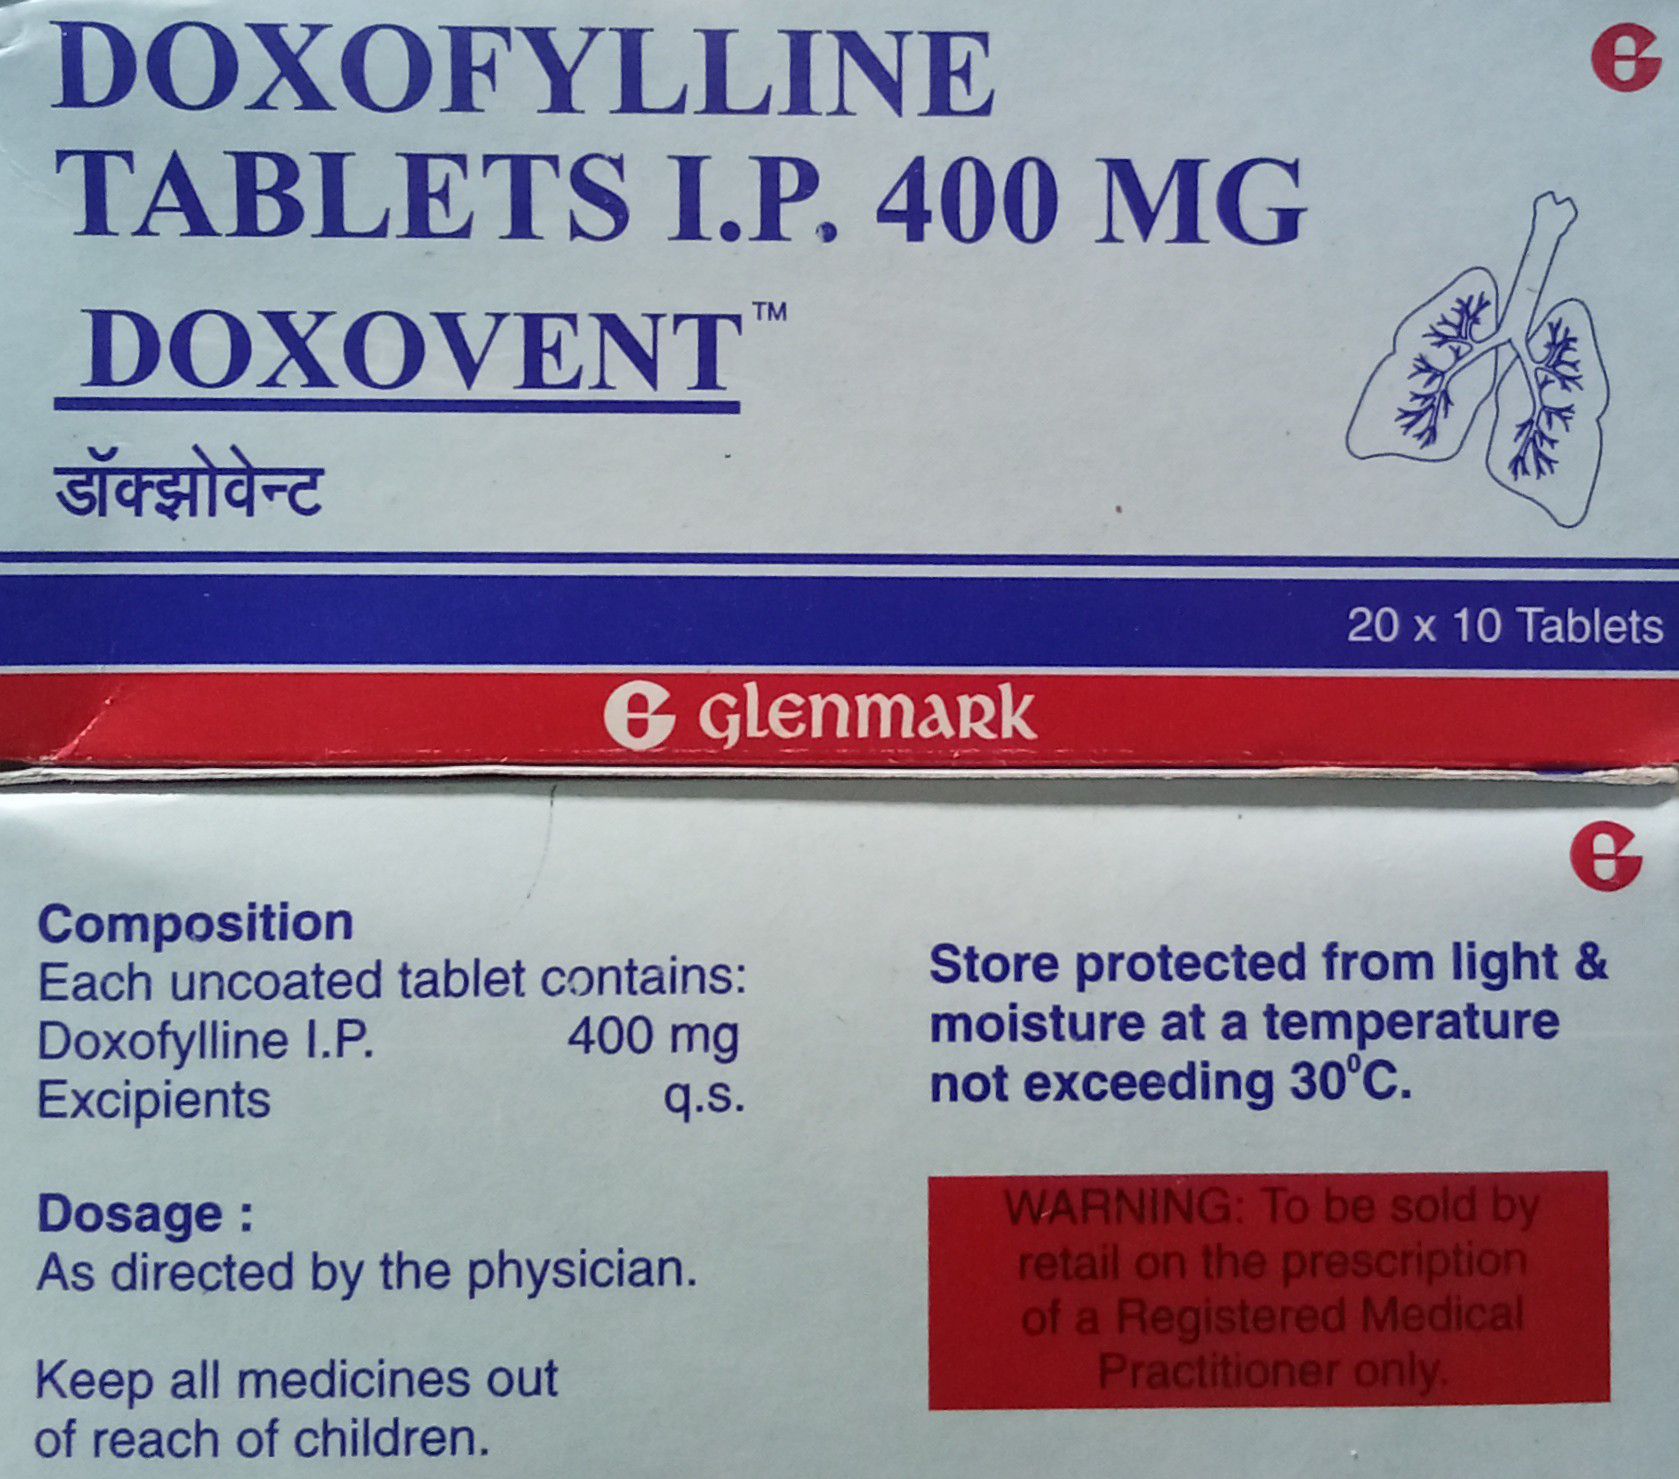 DOXOFYLLINE
TABLETS I.P. 400 MG
DOXOVENT™
डॉक्झोवेन्ट
20 x 10 Tablets
GLENMARK
Composition
Each uncoated tablet contains:
Doxofylline I.P. 400 mg
Excipients q.s.
Dosage :
As directed by the physician.
Keep all medicines out
of reach of children.
Store protected from light &
moisture at a temperature
not exceeding 30⁰C.
WARNING: To be sold by
retail on the prescription
of a Registered Medical
Practitioner only.